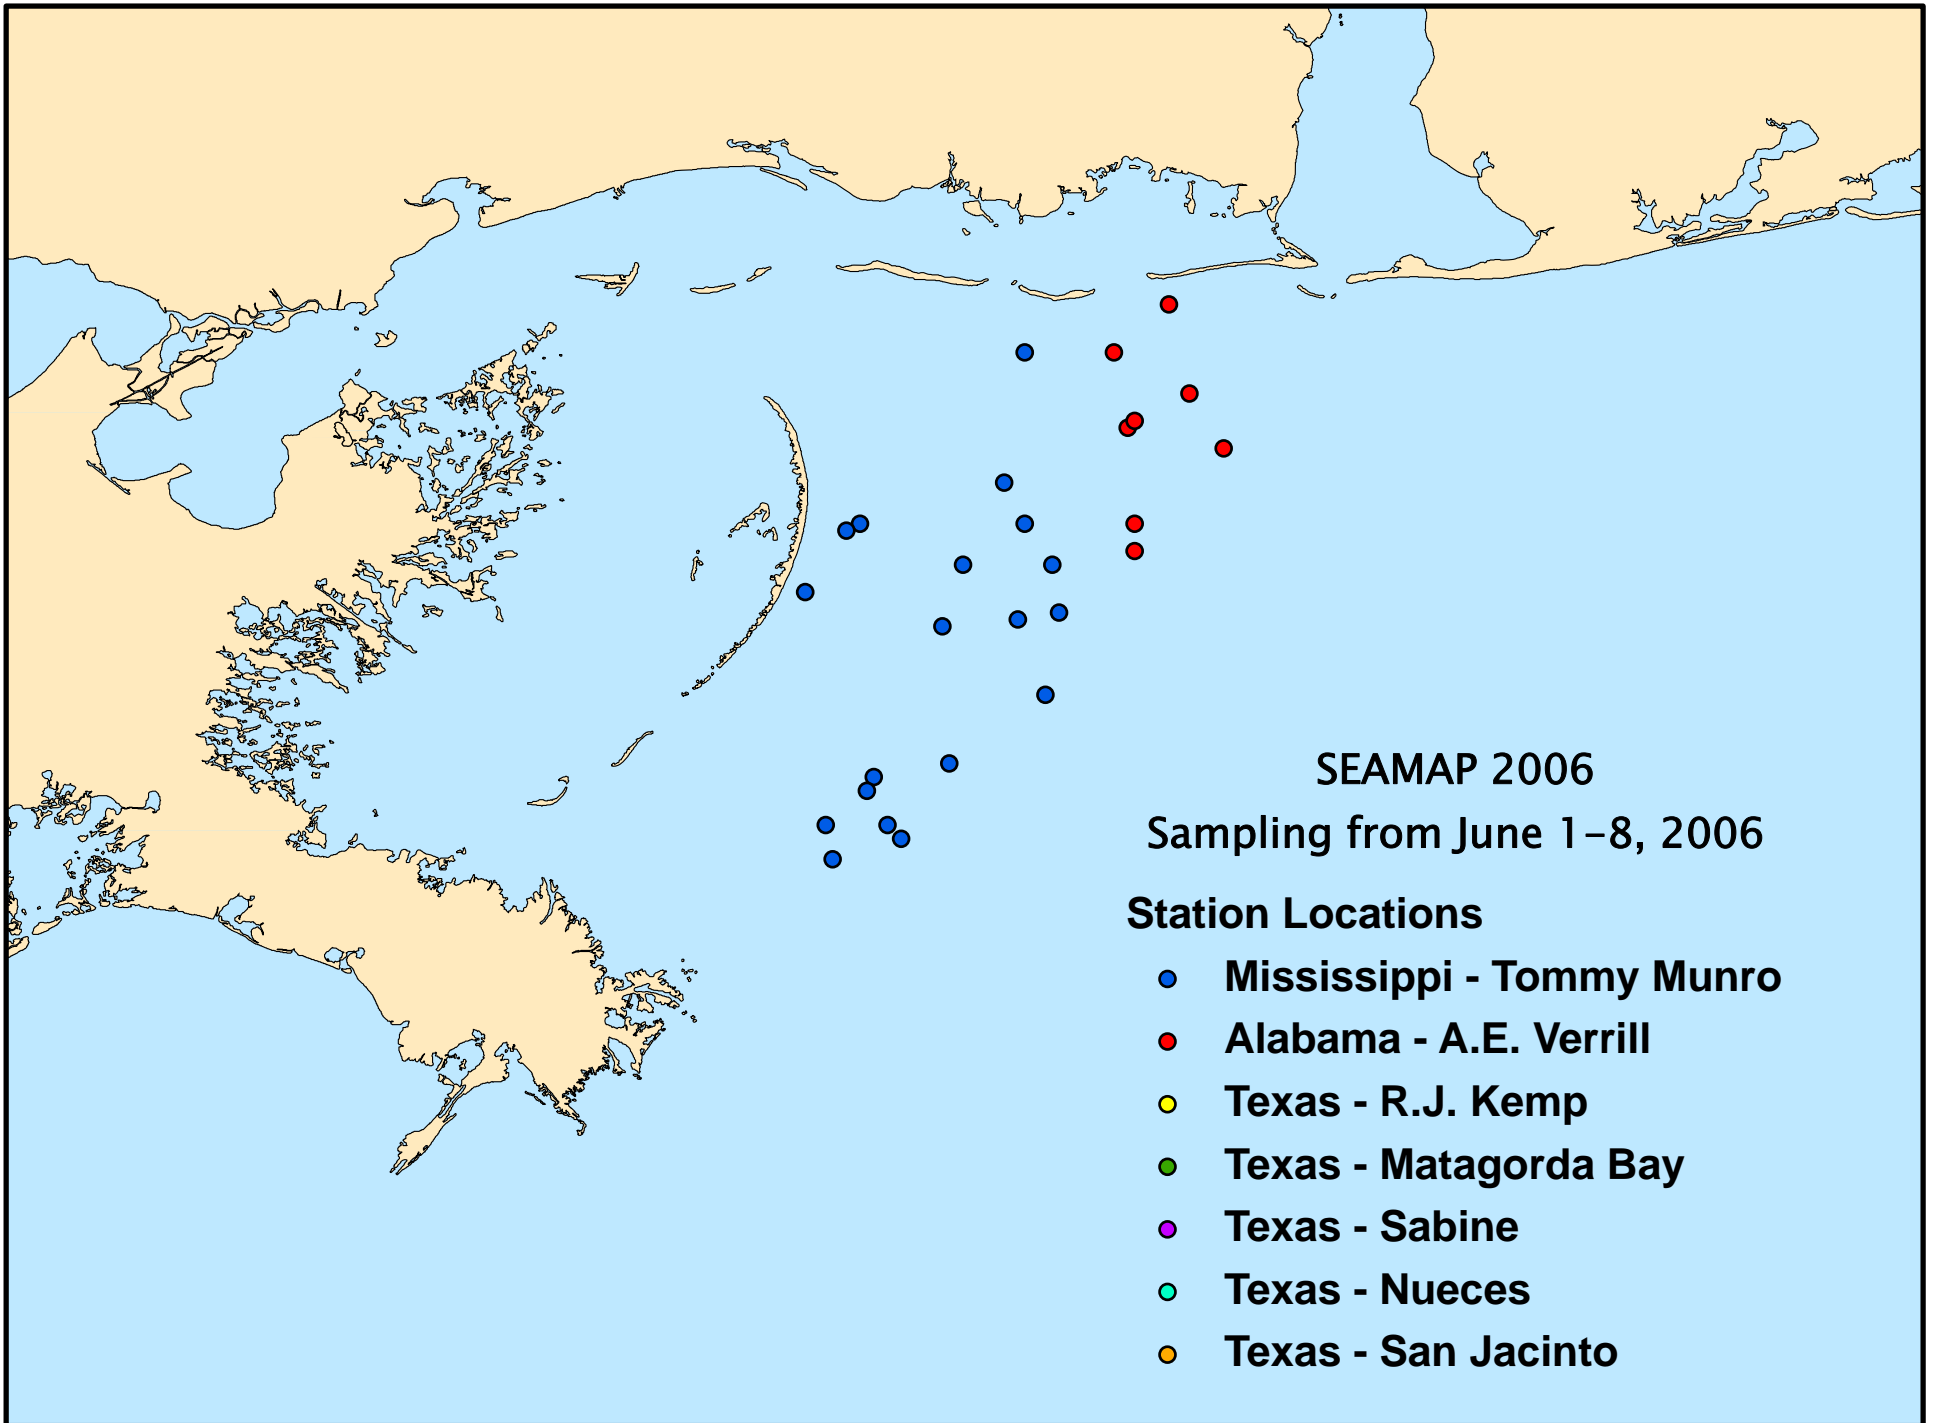 SEAMAP 2006
Sampling from June 1-8, 2006
Station Locations
Mississippi - Tommy Munro
Alabama - A.E. Verrill
Texas - R.J. Kemp
Texas - Matagorda Bay
Texas - Sabine
Texas - Nueces
Texas - San Jacinto